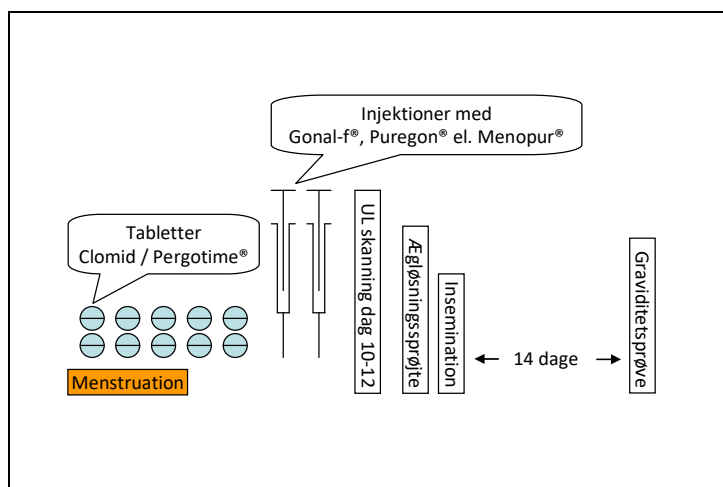 Injektioner med
Gonal-f®, Puregon® el. Menopur®
Tabletter
Clomid / Pergotime®
Menstruation
UL skanning dag 10-12
Ægløsningssprøjte
Insemination
14 dage
Graviditetsprøve